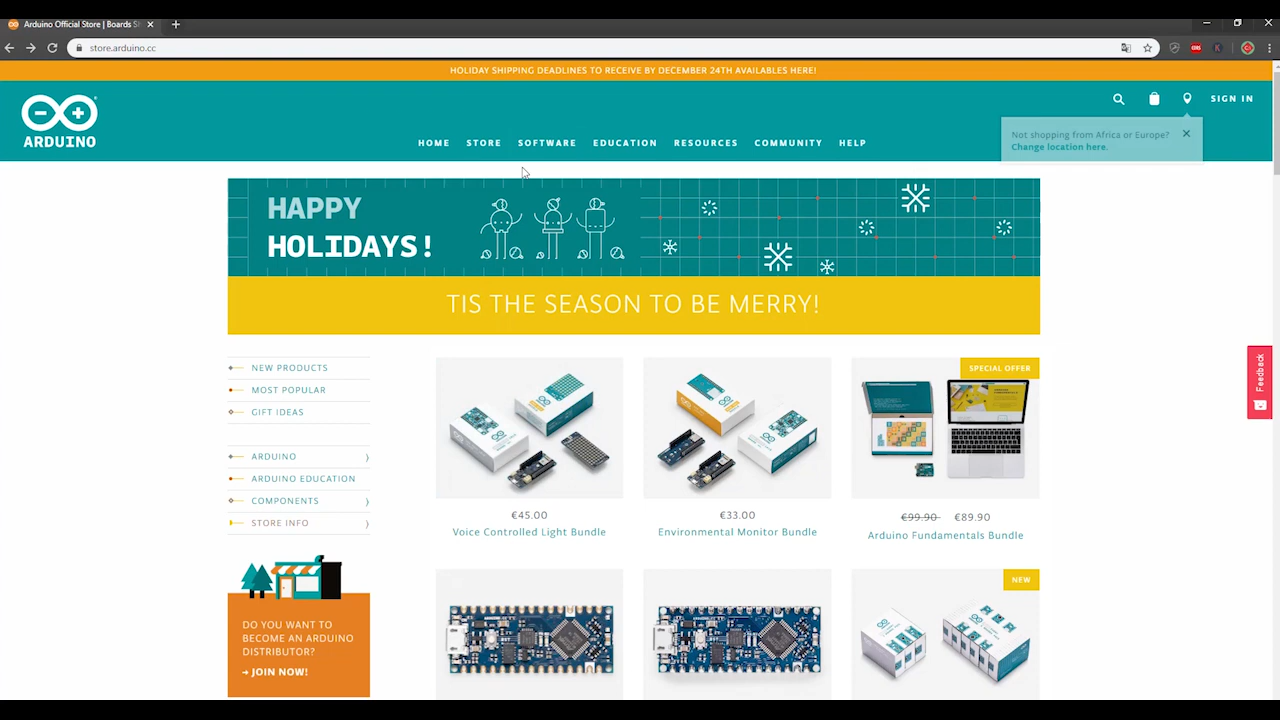 Arduino Official Store | Boards S
store.arduino.cc
HOLIDAY SHIPPING DEADLINES TO RECEIVE BY DECEMBER 24TH AVAILABLES HERE!
SIGN IN
ARDUINO
HOME STORE SOFTWARE EDUCATION RESOURCES COMMUNITY HELP
Not shopping from Africa or Europe?
Change location here.
HAPPY
HOLIDAYS!
TIS THE SEASON TO BE MERRY!
NEW PRODUCTS
MOST POPULAR
GIFT IDEAS
ARDUINO
ARDUINO EDUCATION
COMPONENTS
STORE INFO
DO YOU WANT TO
BECOME AN ARDUINO
DISTRIBUTOR?
→ JOIN NOW!
€45.00
Voice Controlled Light Bundle
€33.00
Environmental Monitor Bundle
SPECIAL OFFER
€99.90 €89.90
Arduino Fundamentals Bundle
NEW
Feedback